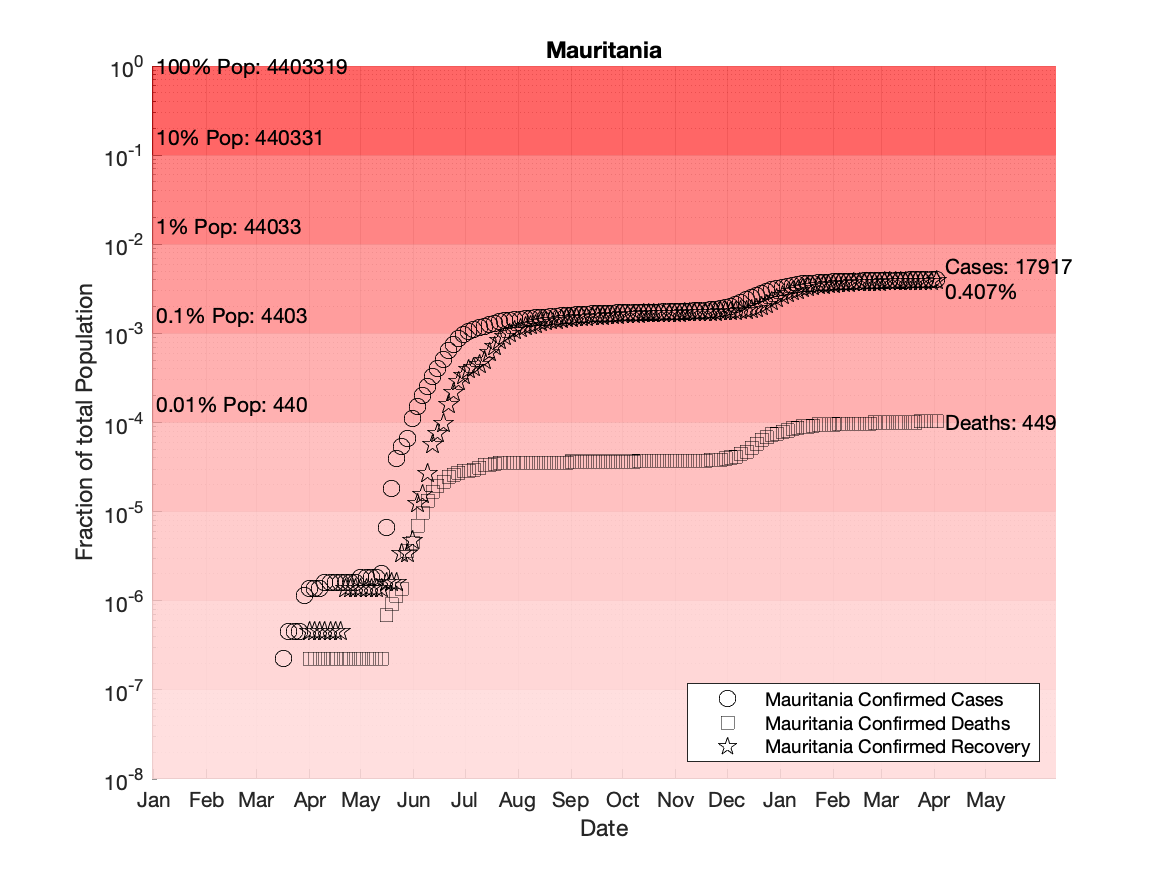 Mauritania
10^0
100% Pop: 4403319
10% Pop: 440331
10^-1
1% Pop: 44033
10^-2
Cases: 17917
0.407%
0.1% Pop: 4403
10^-3
0.01% Pop: 440
10^-4
Deaths: 449
10^-5
10^-6
10^-7
10^-8
Fraction of total Population
Mauritania Confirmed Cases
Mauritania Confirmed Deaths
Mauritania Confirmed Recovery
Jan Feb Mar Apr May Jun Jul Aug Sep Oct Nov Dec Jan Feb Mar Apr May
Date